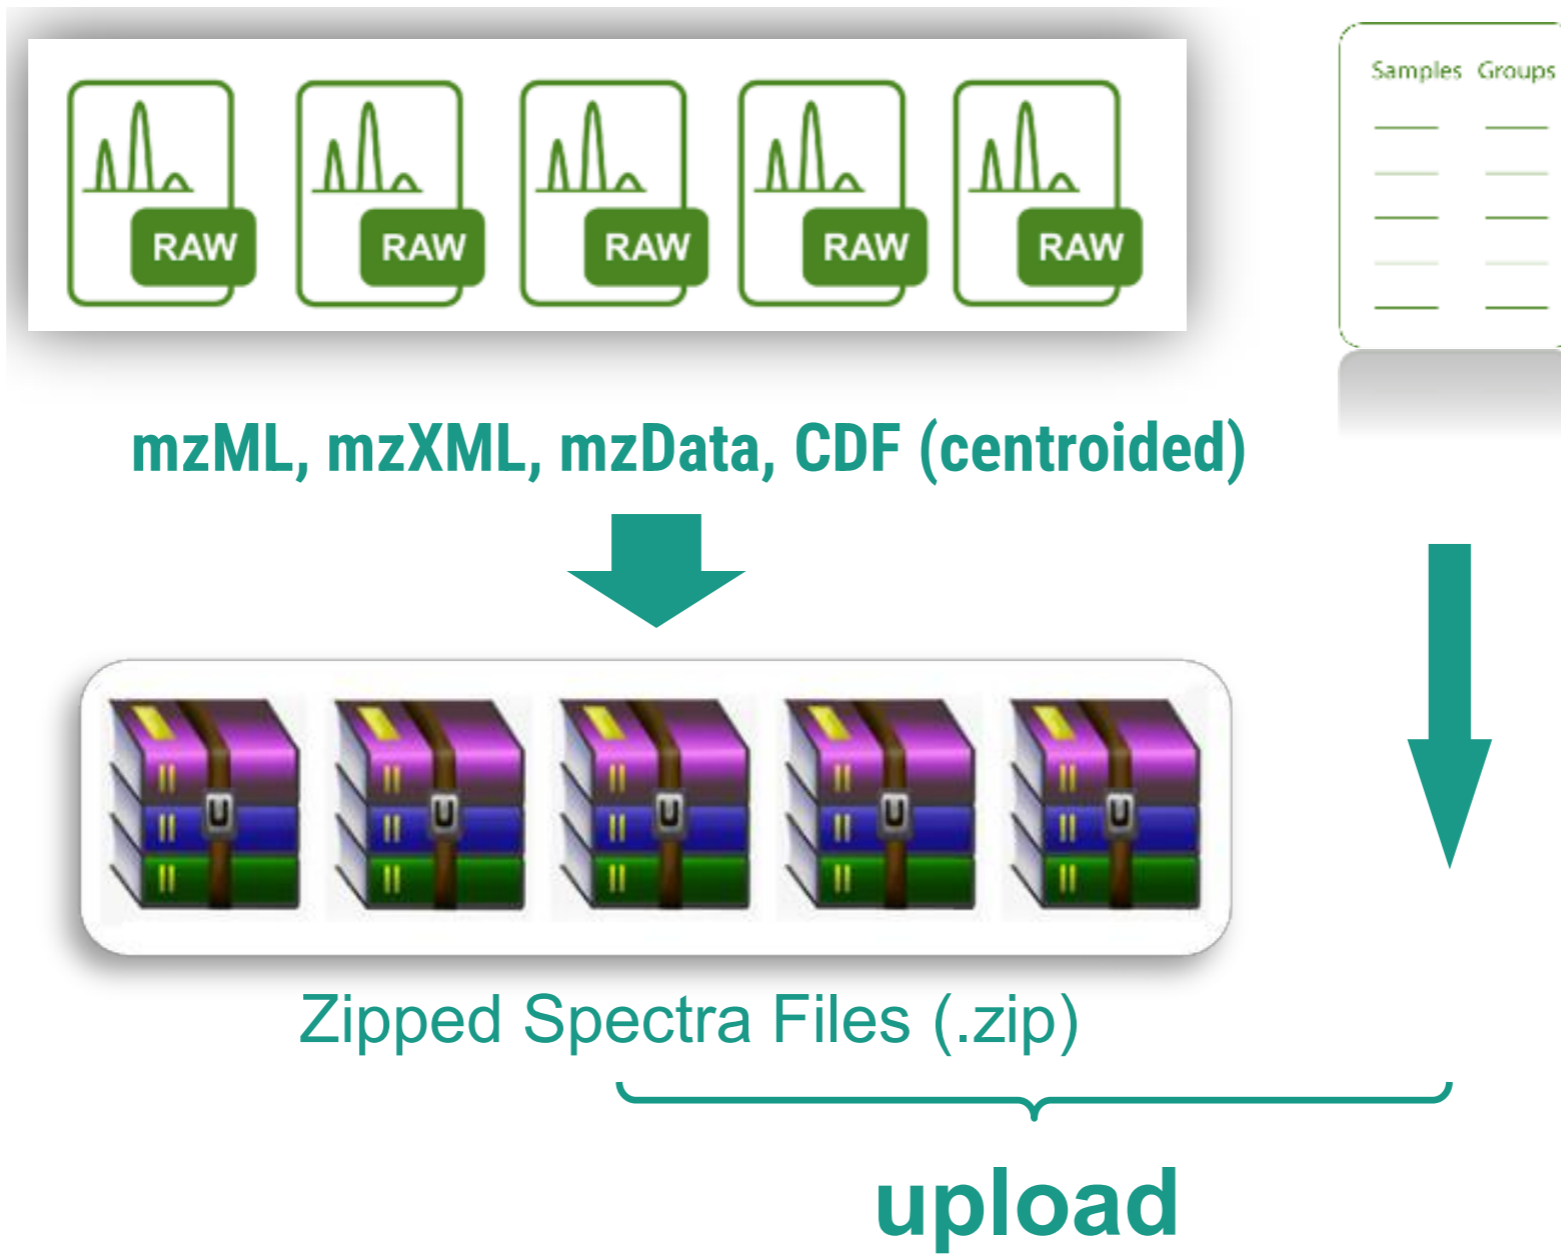 RAW RAW RAW RAW RAW
Samples Groups
mzML, mzXML, mzData, CDF (centroided)
Zipped Spectra Files (.zip)
upload